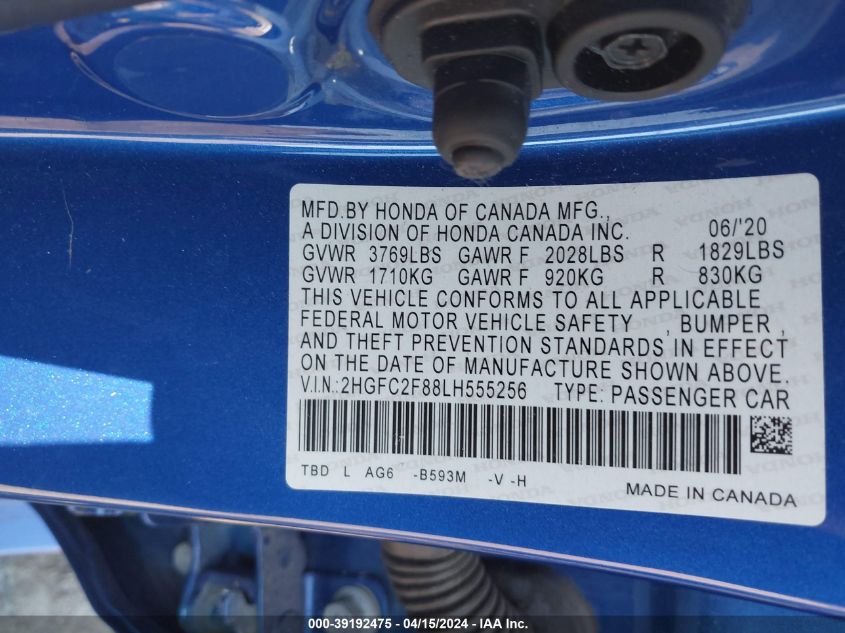 MFD.BY HONDA OF CANADA MFG.,
A DIVISION OF HONDA CANADA INC. 06/'20
GVWR 3769LBS GAWR F 2028LBS R 1829LBS
GVWR 1710KG GAWR F 920KG R 830KG
THIS VEHICLE CONFORMS TO ALL APPLICABLE
FEDERAL MOTOR VEHICLE SAFETY , BUMPER ,
AND THEFT PREVENTION STANDARDS IN EFFECT
ON THE DATE OF MANUFACTURE SHOWN ABOVE.
V.I.N.:2HGFC2F88LH555256 TYPE: PASSENGER CAR
TBD L AG6 -B593M -V -H
MADE IN CANADA
000-39192475 - 04/15/2024 - IAA Inc.